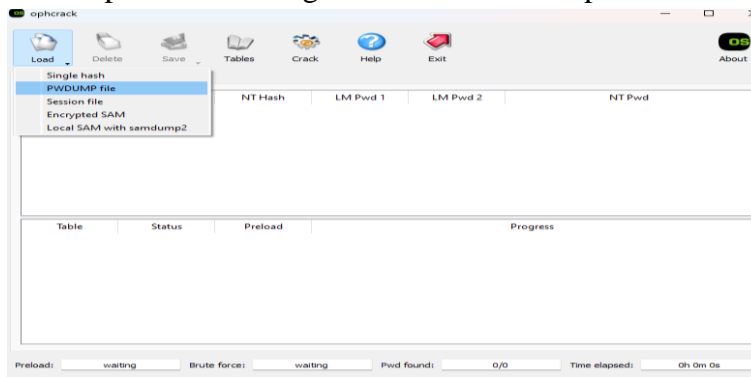 ophcrack
Load Delete Save Tables Crack Help Exit OS About
Single hash
PWDUMP file
Session file
Encrypted SAM
Local SAM with samdump2
NT Hash LM Pwd 1 LM Pwd 2 NT Pwd
Table Status Preload Progress
Preload: waiting Brute force: waiting Pwd found: 0/0 Time elapsed: 0h 0m 0s